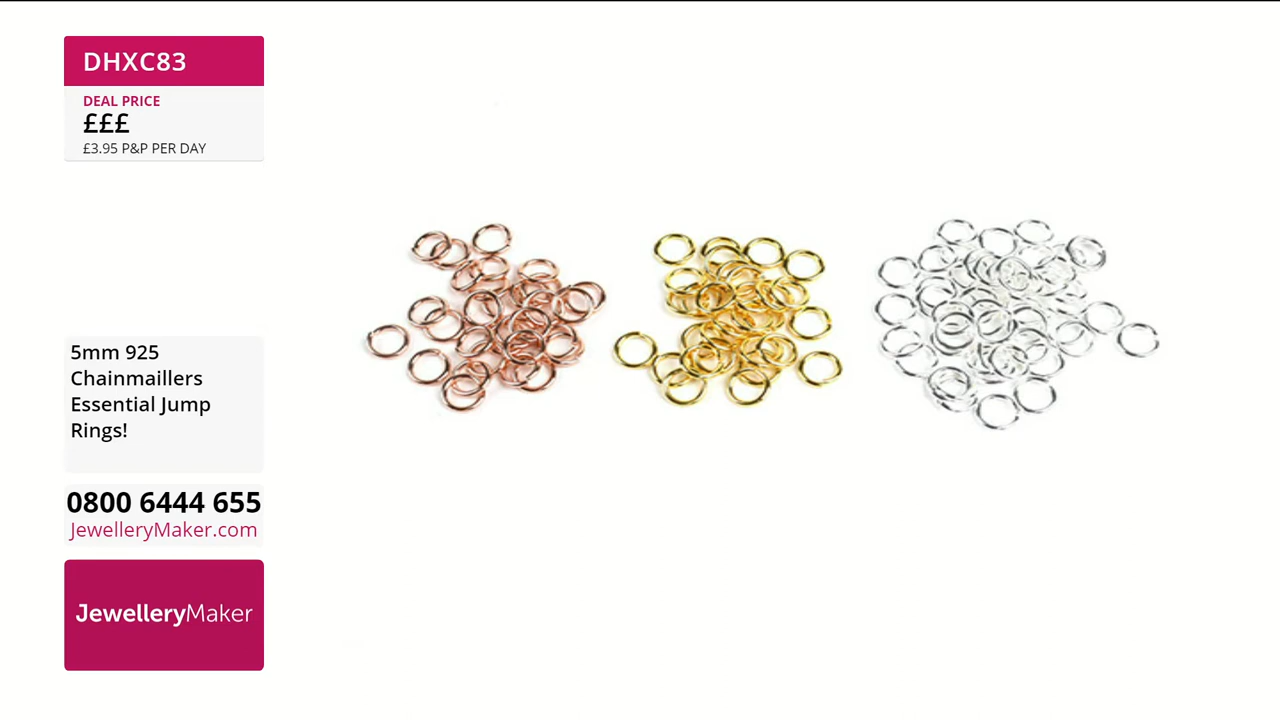 DHXC83
DEAL PRICE
£££
£3.95 P&P PER DAY
5mm 925
Chainmaillers
Essential Jump
Rings!
0800 6444 655
JewelleryMaker.com
JewelleryMaker